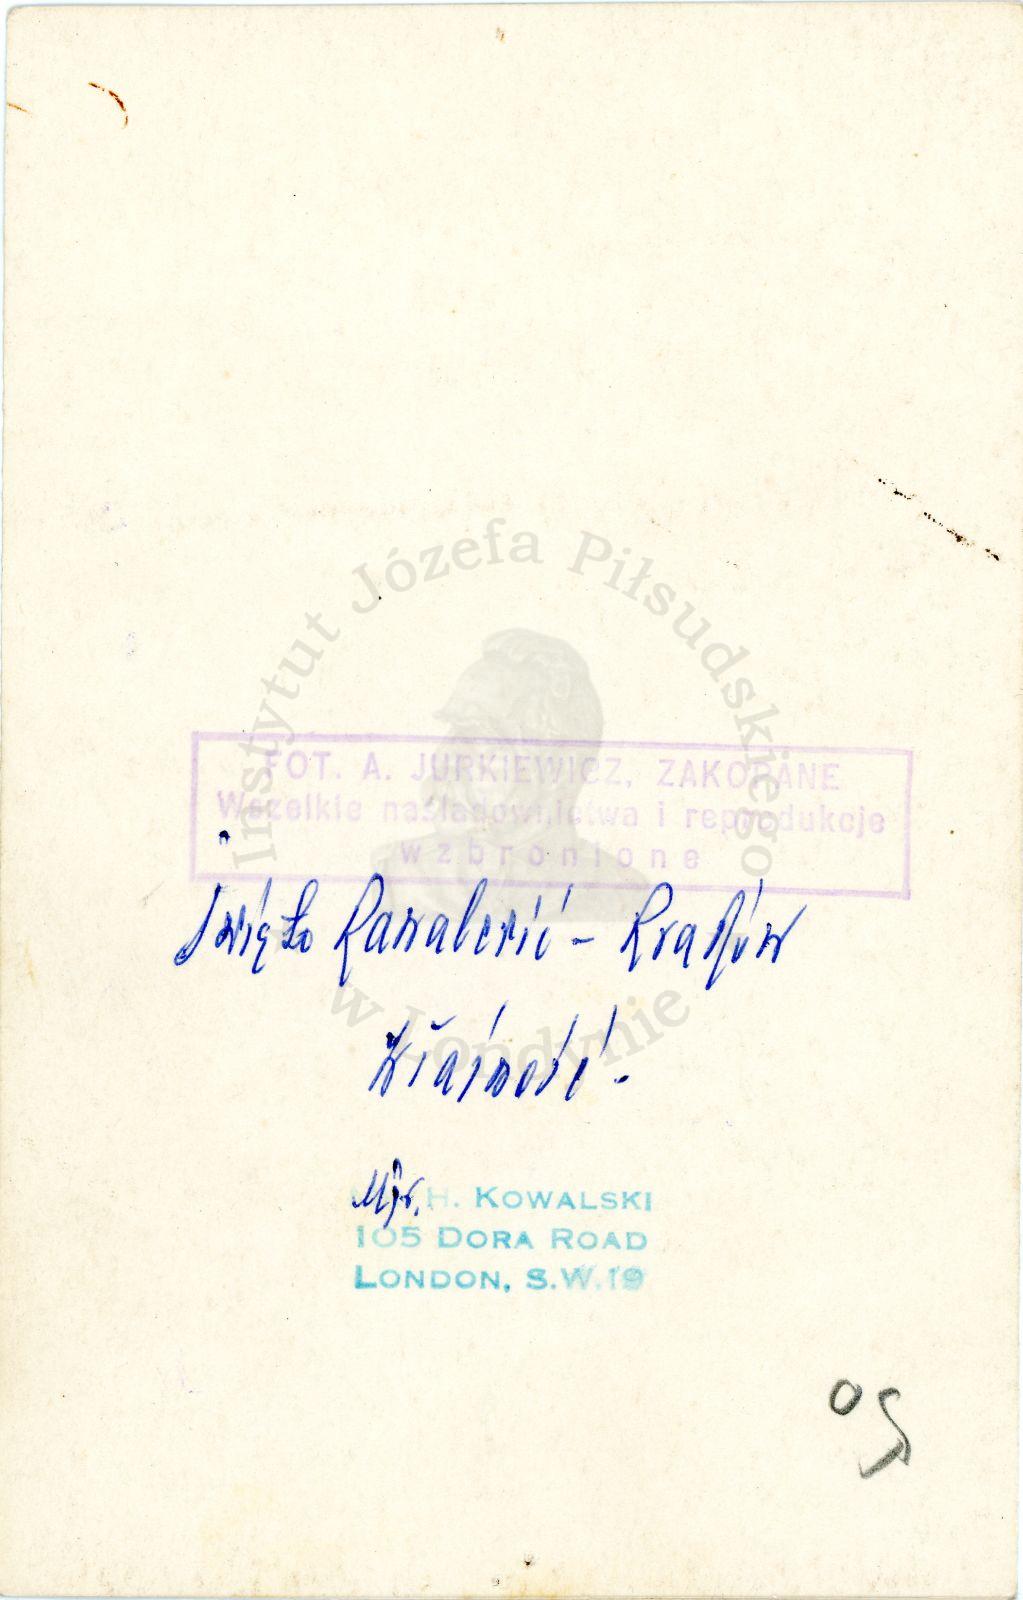 Instytut Józefa Piłsudskiego
w Londynie
FOT. A. JURKIEWICZ, ZAKOPANE
Wszelkie naśladownictwa i reprodukcje
wzbronione
Święto Kawalerii - Kraków
Własność -
Mjr. H. KOWALSKI
105 DORA ROAD
LONDON, S.W.19